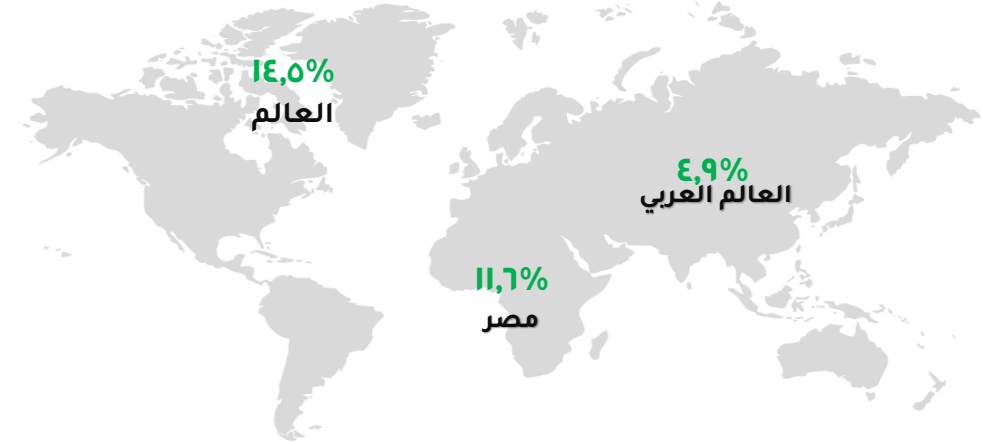 ١٤,٥%
العالم
٤,٩%
العالم العربي
١١,٦%
مصر